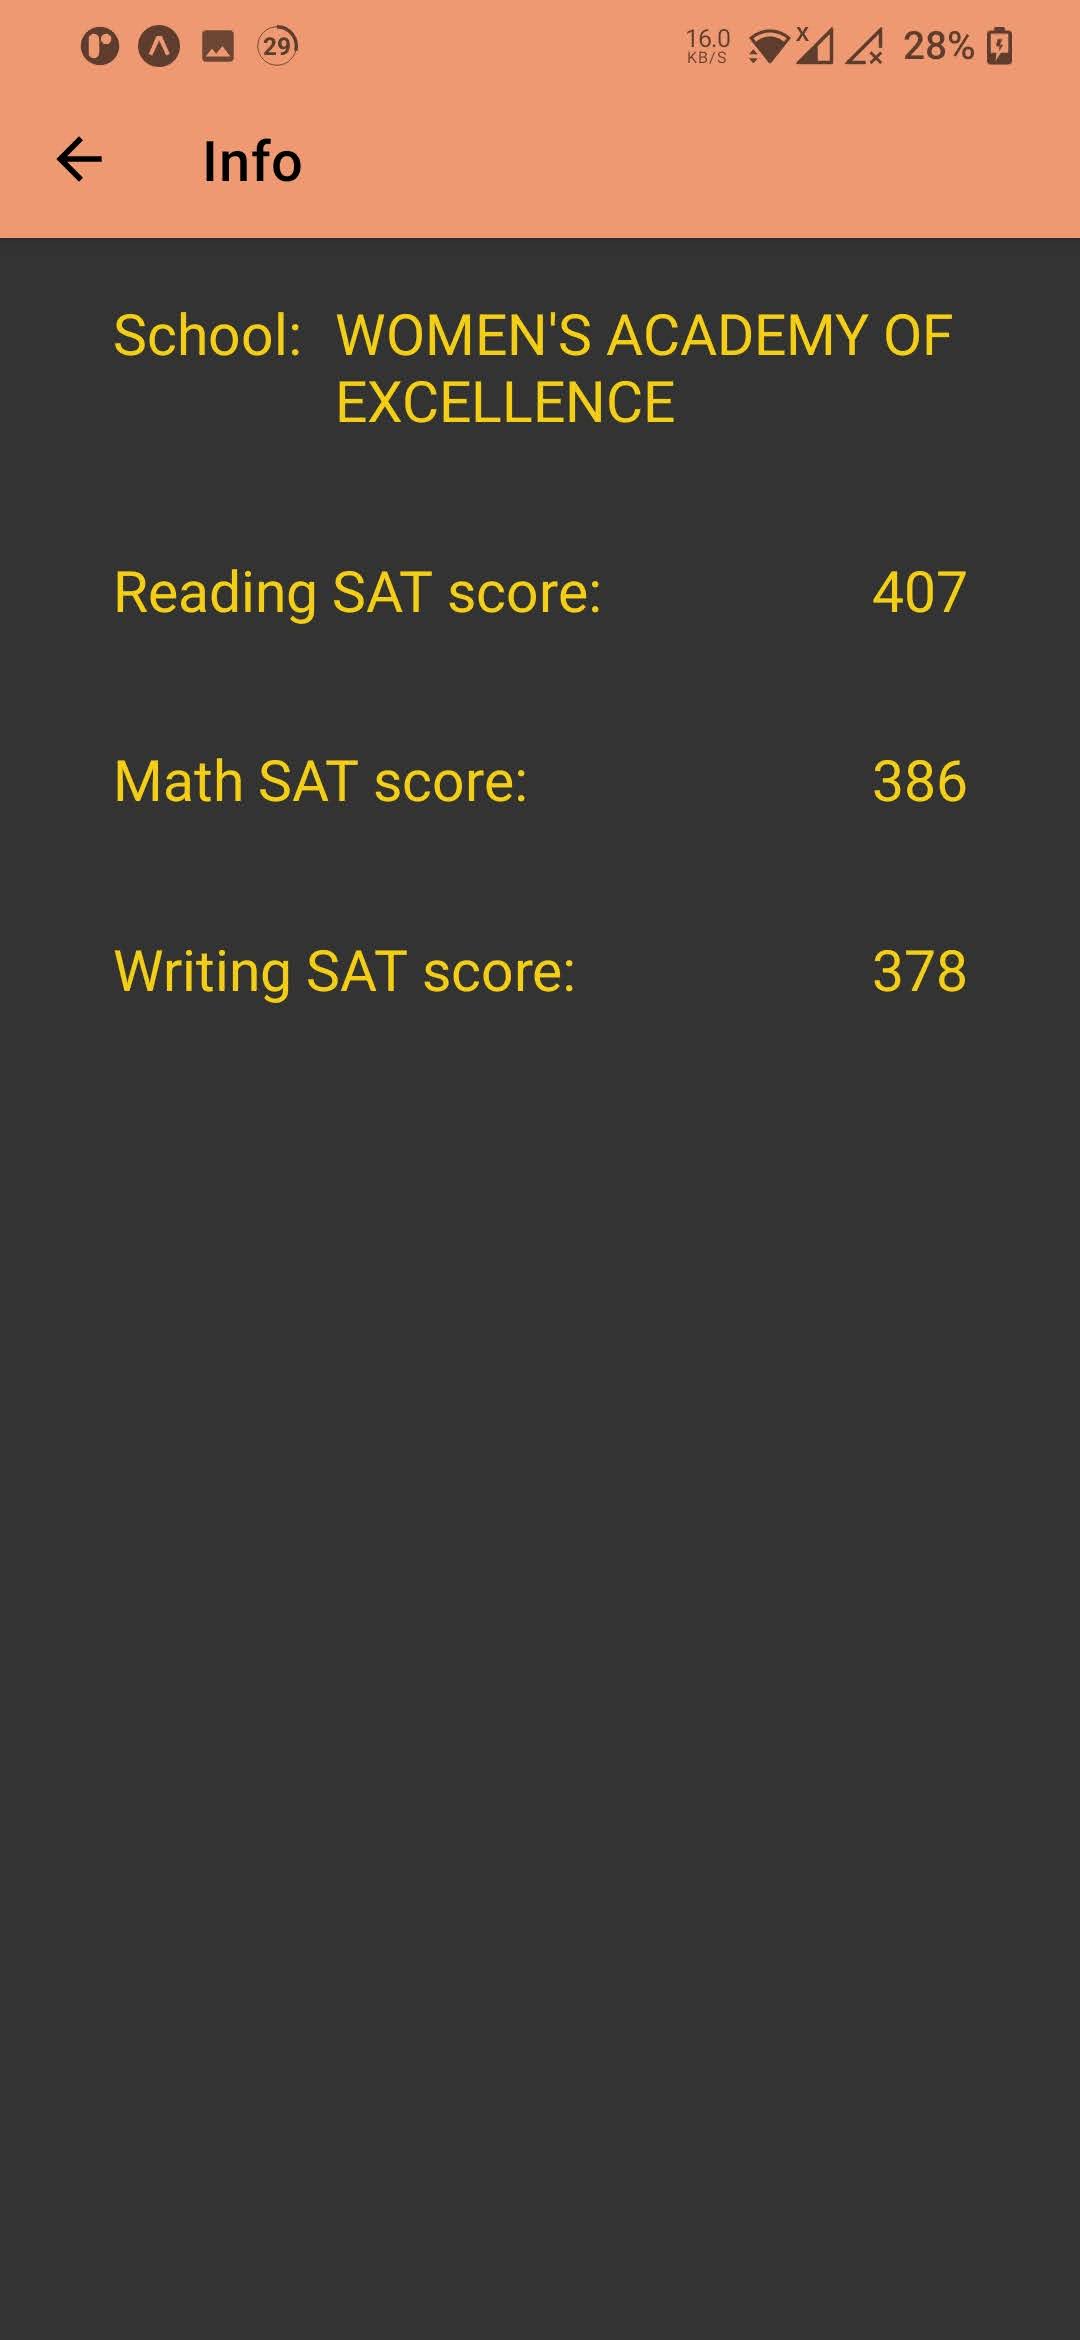 29 16.0 KB/S 28%
Info
School: WOMEN'S ACADEMY OF
EXCELLENCE
Reading SAT score: 407
Math SAT score: 386
Writing SAT score: 378